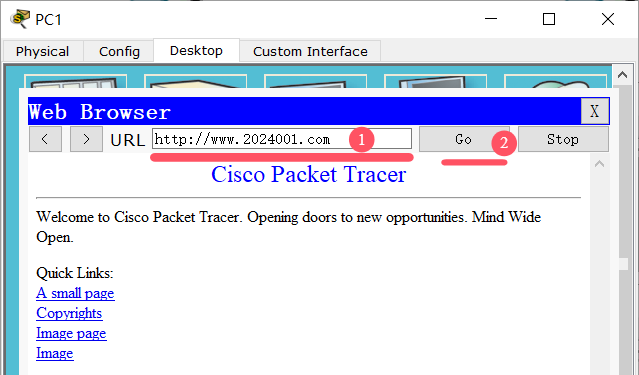 PC1
Physical Config Desktop Custom Interface
Web Browser X
< > URL http://www.2024001.com 1 Go 2 Stop
Cisco Packet Tracer
Welcome to Cisco Packet Tracer. Opening doors to new opportunities. Mind Wide
Open.
Quick Links:
A small page
Copyrights
Image page
Image